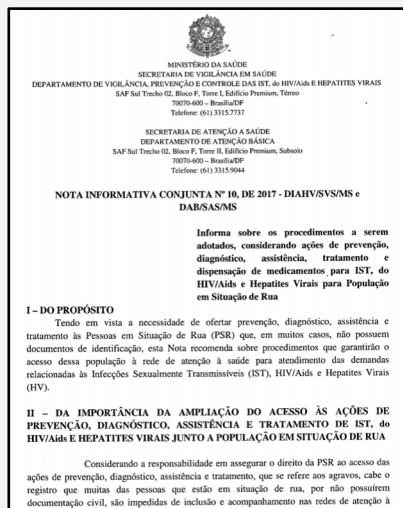 MINISTÉRIO DA SAÚDE
SECRETARIA DE VIGILÂNCIA EM SAÚDE
DEPARTAMENTO DE VIGILÂNCIA, PREVENÇÃO E CONTROLE DAS IST, do HIV/Aids E HEPATITES VIRAIS
SAF Sul Trecho 02, Bloco F, Torre I, Edifício Premium, Térreo
70070-600 – Brasília/DF
Telefone: (61) 3315.7737
SECRETARIA DE ATENÇÃO A SAÚDE
DEPARTAMENTO DE ATENÇÃO BÁSICA
SAF Sul Trecho 02, Bloco F, Torre II, Edifício Premium, Subsolo
70070-600 – Brasília/DF
Telefone: (61) 3315.9044
NOTA INFORMATIVA CONJUNTA Nº 10, DE 2017 - DIAHV/SVS/MS e
DAB/SAS/MS
Informa sobre os procedimentos a serem
adotados, considerando ações de prevenção,
diagnóstico, assistência, tratamento e
dispensação de medicamentos para IST, do
HIV/Aids e Hepatites Virais para População
em Situação de Rua
I – DO PROPÓSITO
Tendo em vista a necessidade de ofertar prevenção, diagnóstico, assistência e
tratamento às Pessoas em Situação de Rua (PSR) que, em muitos casos, não possuem
documentos de identificação, esta Nota recomenda sobre procedimentos que garantirão o
acesso dessa população à rede de atenção à saúde para atendimento das demandas
relacionadas às Infecções Sexualmente Transmissíveis (IST), HIV/Aids e Hepatites Virais
(HV).
II – DA IMPORTÂNCIA DA AMPLIAÇÃO DO ACESSO ÀS AÇÕES DE
PREVENÇÃO, DIAGNÓSTICO, ASSISTÊNCIA E TRATAMENTO DE IST, do
HIV/Aids E HEPATITES VIRAIS JUNTO A POPULAÇÃO EM SITUAÇÃO DE RUA
Considerando a responsabilidade em assegurar o direito da PSR ao acesso das
ações de prevenção, diagnóstico, assistência e tratamento, que se refere aos agravos, cabe o
registro que muitas das pessoas que estão em situação de rua, por não possuírem
documentação civil, são impedidas de inclusão e acompanhamento nas redes de atenção à